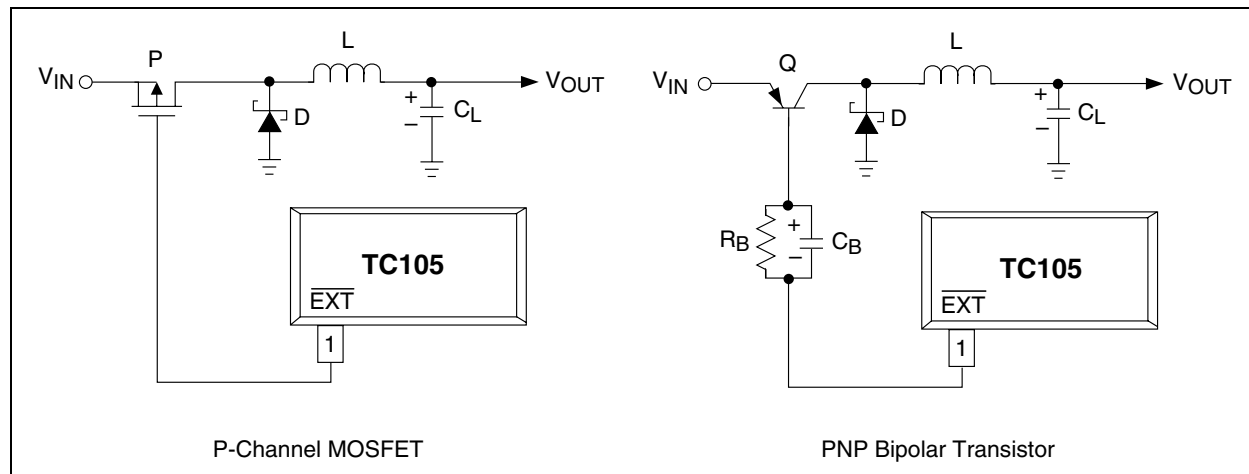 P
L
VIN
VOUT
+
−
CL
D
TC105
EXT
1
P-Channel MOSFET
Q
L
VIN
VOUT
+
−
CL
D
RB
+
−
CB
TC105
EXT
1
PNP Bipolar Transistor